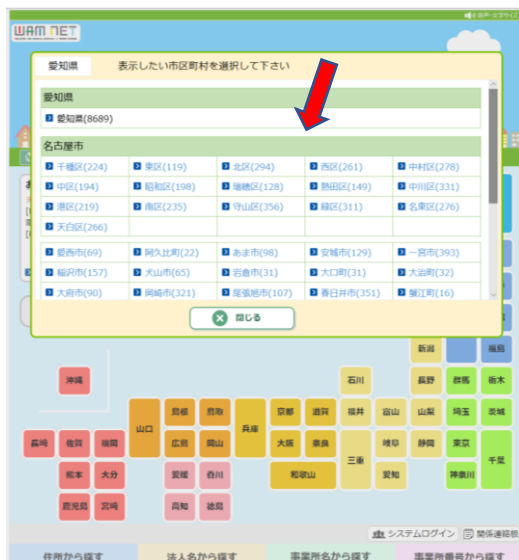 WAM NET
愛知県 表示したい市区町村を選択して下さい
愛知県
愛知県(8689)
名古屋市
千種区(224) 東区(119) 北区(294) 西区(261) 中村区(278)
中区(194) 昭和区(198) 瑞穂区(128) 熱田区(149) 中川区(331)
港区(219) 南区(235) 守山区(356) 緑区(311) 名東区(276)
天白区(266)
愛西市(69) 阿久比町(22) あま市(98) 安城市(129) 一宮市(393)
稲沢市(157) 犬山市(65) 岩倉市(31) 大口町(31) 大治町(32)
大府市(90) 岡崎市(321) 尾張旭市(107) 春日井市(351) 蟹江町(16)
閉じる
新潟 福島
沖縄 石川 長野 群馬 栃木
山口 島根 鳥取 兵庫 京都 滋賀 福井 富山 山梨 埼玉 茨城
長崎 佐賀 福岡 広島 岡山 大阪 奈良 三重 岐阜 静岡 東京 千葉
熊本 大分 愛媛 香川 和歌山 愛知 神奈川
鹿児島 宮崎 高知 徳島
システムログイン 関係連絡板
住所から探す 法人名から探す 事業所名から探す 事業所番号から探す